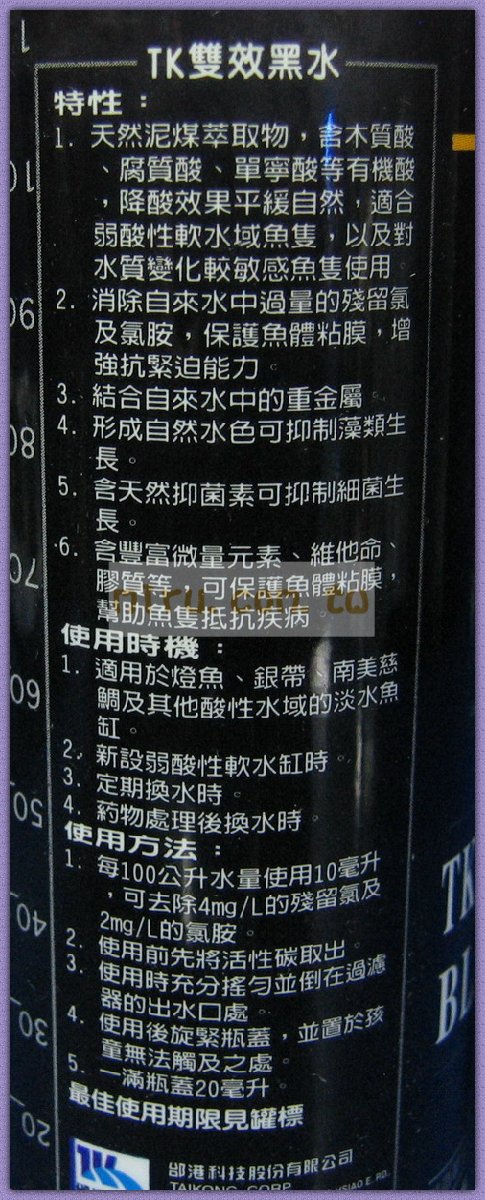 TK雙效黑水
特性：
1. 天然泥煤萃取物，含木質酸
、腐質酸、單寧酸等有機酸
，降酸效果平緩自然，適合
弱酸性軟水域魚隻，以及對
水質變化較敏感魚隻使用。
2. 消除自來水中過量的殘留氯
及氯胺，保護魚體粘膜，增
強抗緊迫能力。
3. 結合自來水中的重金屬。
4. 形成自然水色可抑制藻類生
長。
5. 含天然抑菌素可抑制細菌生
長。
6. 含豐富微量元素、維他命、
膠質等，可保護魚體粘膜，
幫助魚隻抵抗疾病。
使用時機：
1. 適用於燈魚、銀帶、南美慈
鯛及其他酸性水域的淡水魚
缸。
2. 新設弱酸性軟水缸時。
3. 定期換水時。
4. 藥物處理後換水時。
使用方法：
1. 每100公升水量使用10毫升
，可去除4mg/L的殘留氯及
2mg/L的氯胺。
2. 使用前先將活性碳取出。
3. 使用時充分搖勻並倒在過濾
器的出水口處。
4. 使用後旋緊瓶蓋，並置於孩
童無法觸及之處。
5. 一滿瓶蓋20毫升。
最佳使用期限見罐標
邰港科技股份有限公司
TAIKONG CORP.
90
80
70
60
50
40
30
20
TK
BL